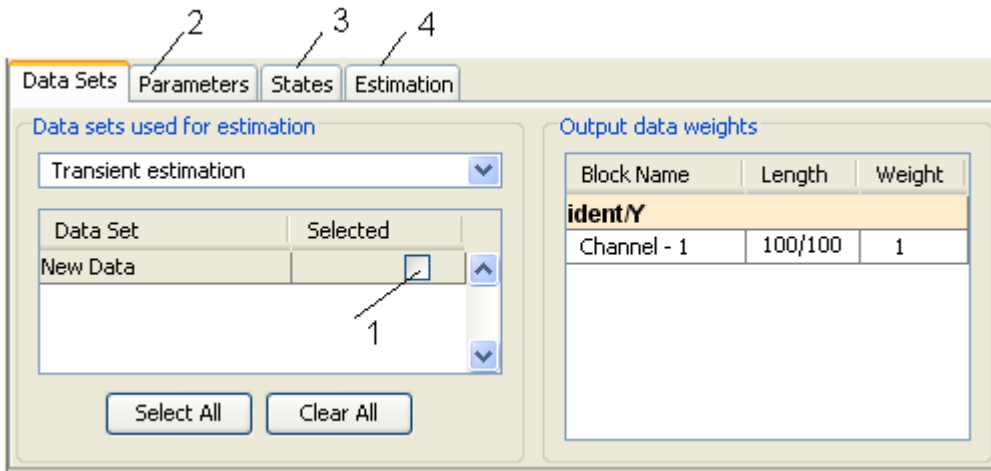 2 3 4
Data Sets Parameters States Estimation
Data sets used for estimation
Transient estimation
Data Set Selected
New Data
1
Select All Clear All
Output data weights
Block Name Length Weight
ident/Y
Channel - 1 100/100 1